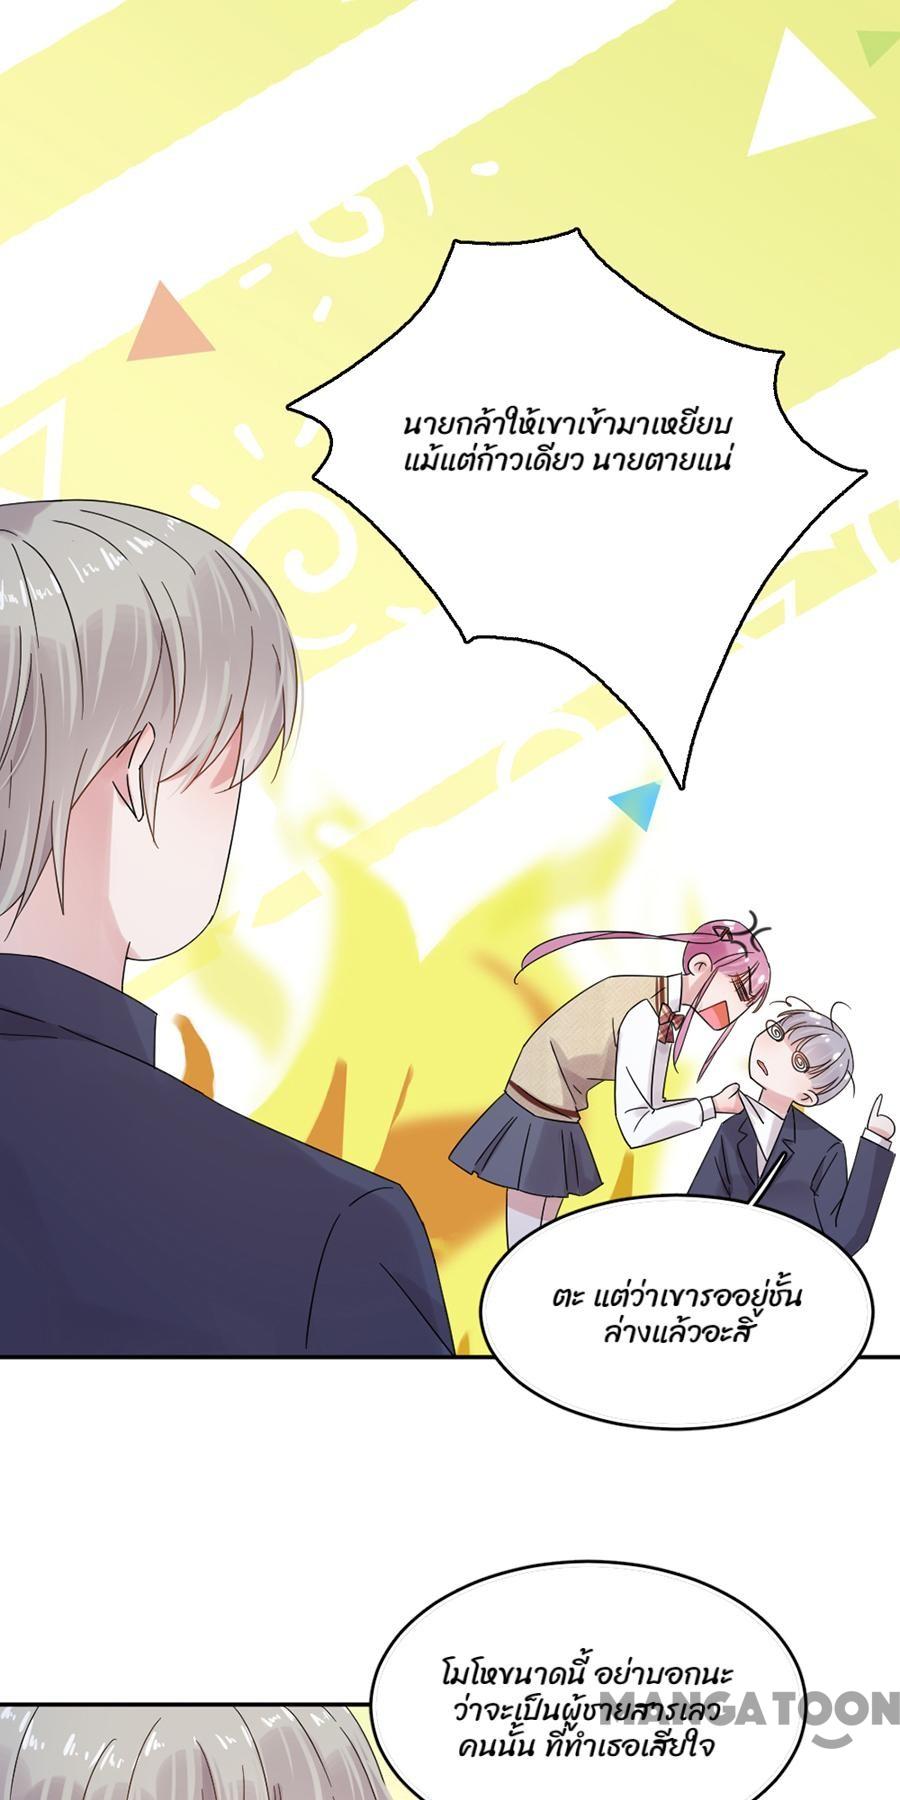 นายกล้าให้เขาเข้ามาเหยียบ
แม้แต่ก้าวเดียว นายตายแน่
ตะ แต่ว่าเขารออยู่ชั้น
ล่างแล้วอะสิ
โมโหขนาดนี้ อย่าบอกนะ
ว่าจะเป็นผู้ชายสารเลว
คนนั้น ที่ทำเธอเสียใจ
MANGATOON